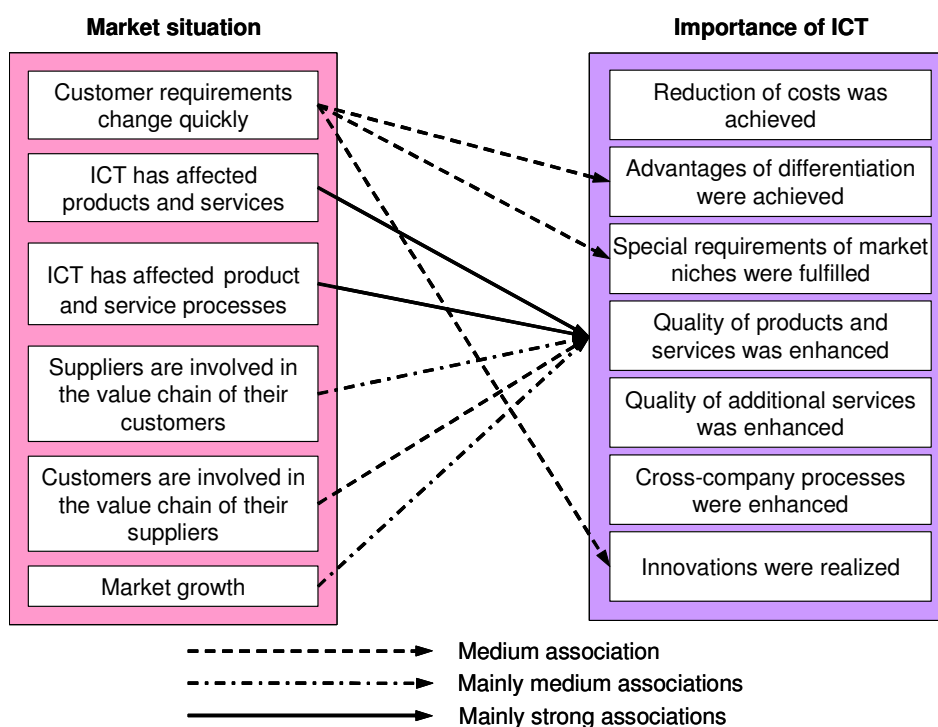 Market situation
Customer requirements
change quickly
ICT has affected
products and services
ICT has affected product
and service processes
Suppliers are involved in
the value chain of their
customers
Customers are involved in
the value chain of their
suppliers
Market growth
Importance of ICT
Reduction of costs was
achieved
Advantages of differentiation
were achieved
Special requirements of market
niches were fulfilled
Quality of products and
services was enhanced
Quality of additional services
was enhanced
Cross-company processes
were enhanced
Innovations were realized
Medium association
Mainly medium associations
Mainly strong associations